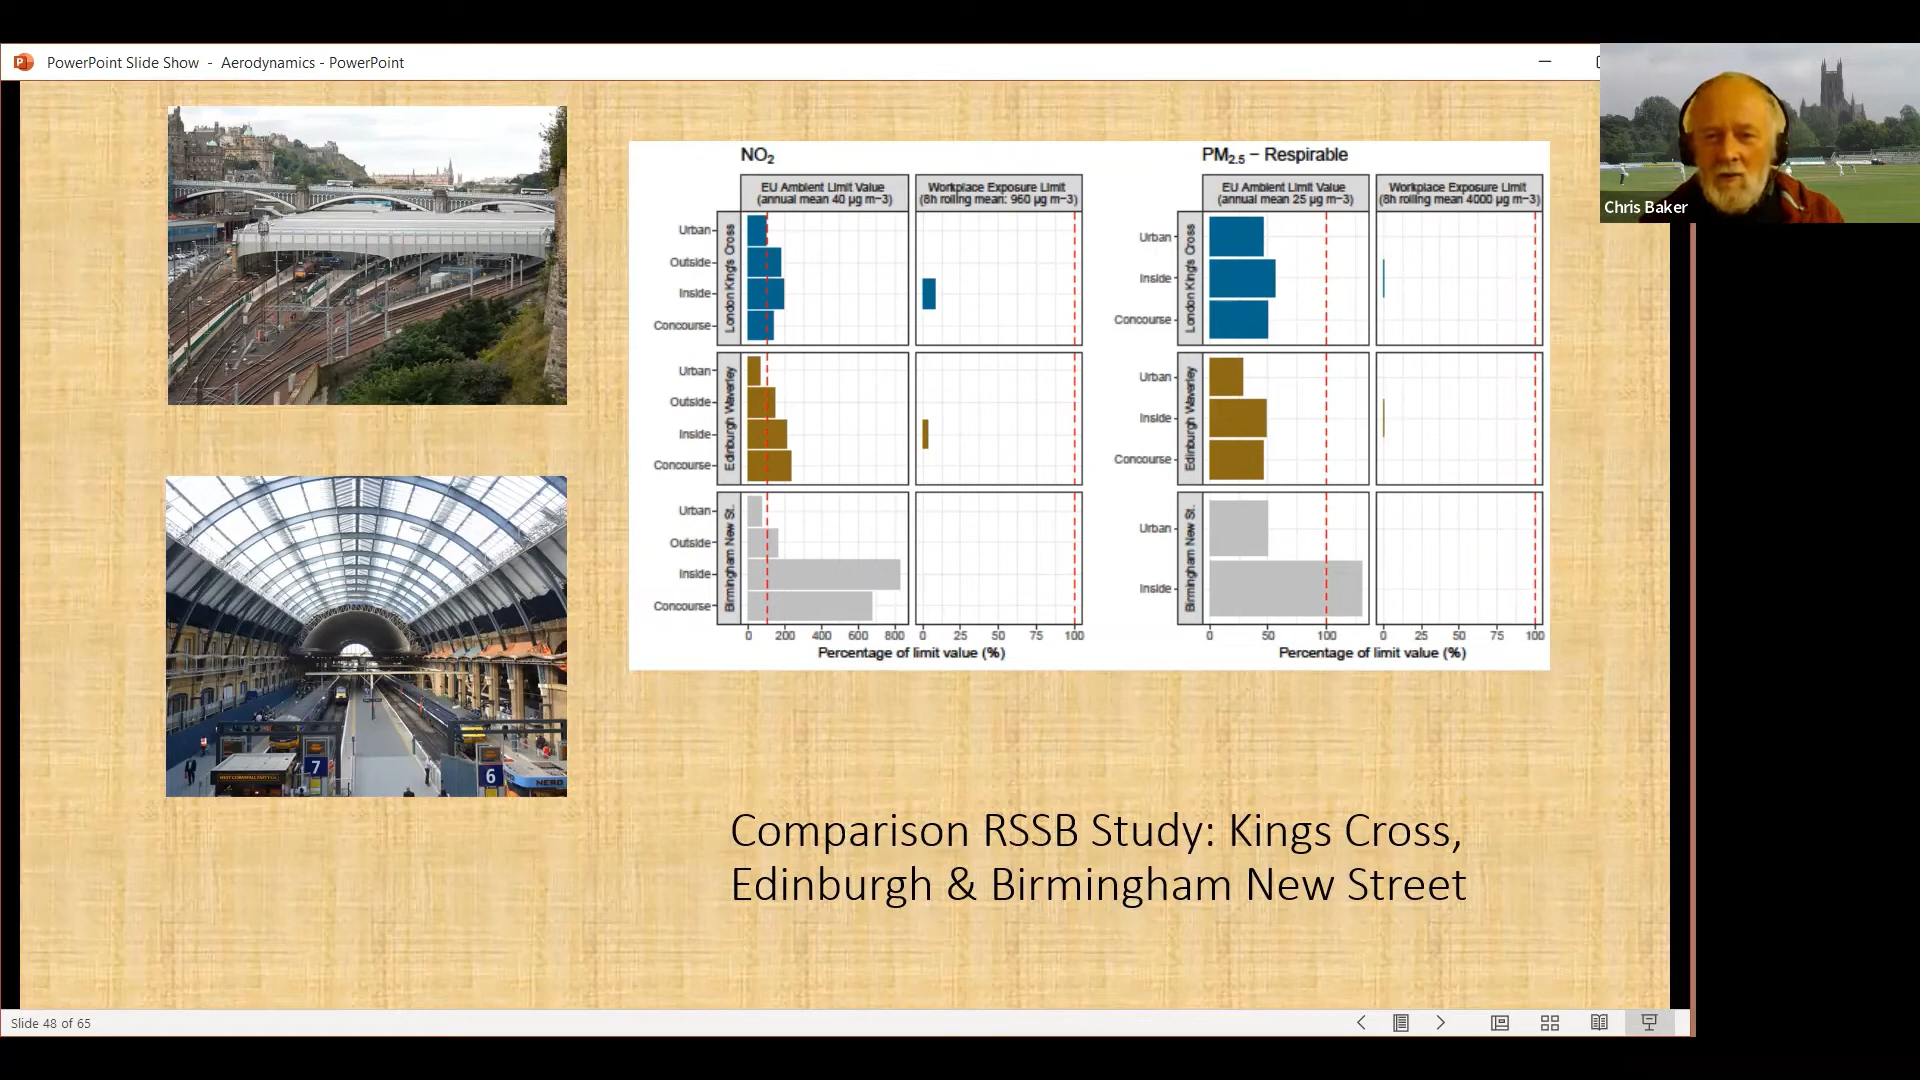 PowerPoint Slide Show - Aerodynamics - PowerPoint
Chris Baker
NO2
EU Ambient Limit Value
(annual mean 40 µg m−3)
Workplace Exposure Limit
(8h rolling mean: 960 µg m−3)
London King's Cross
Urban
Outside
Inside
Concourse
Edinburgh Waverley
Urban
Outside
Inside
Concourse
Birmingham New St.
Urban
Outside
Inside
Concourse
0 200 400 600 800
0 25 50 75 100
Percentage of limit value (%)
PM2.5 − Respirable
EU Ambient Limit Value
(annual mean 25 µg m−3)
Workplace Exposure Limit
(8h rolling mean 4000 µg m−3)
London King's Cross
Urban
Inside
Concourse
Edinburgh Waverley
Urban
Inside
Concourse
Birmingham New St.
Urban
Inside
0 50 100
0 25 50 75 100
Percentage of limit value (%)
7
6
Comparison RSSB Study: Kings Cross,
Edinburgh & Birmingham New Street
Slide 48 of 65